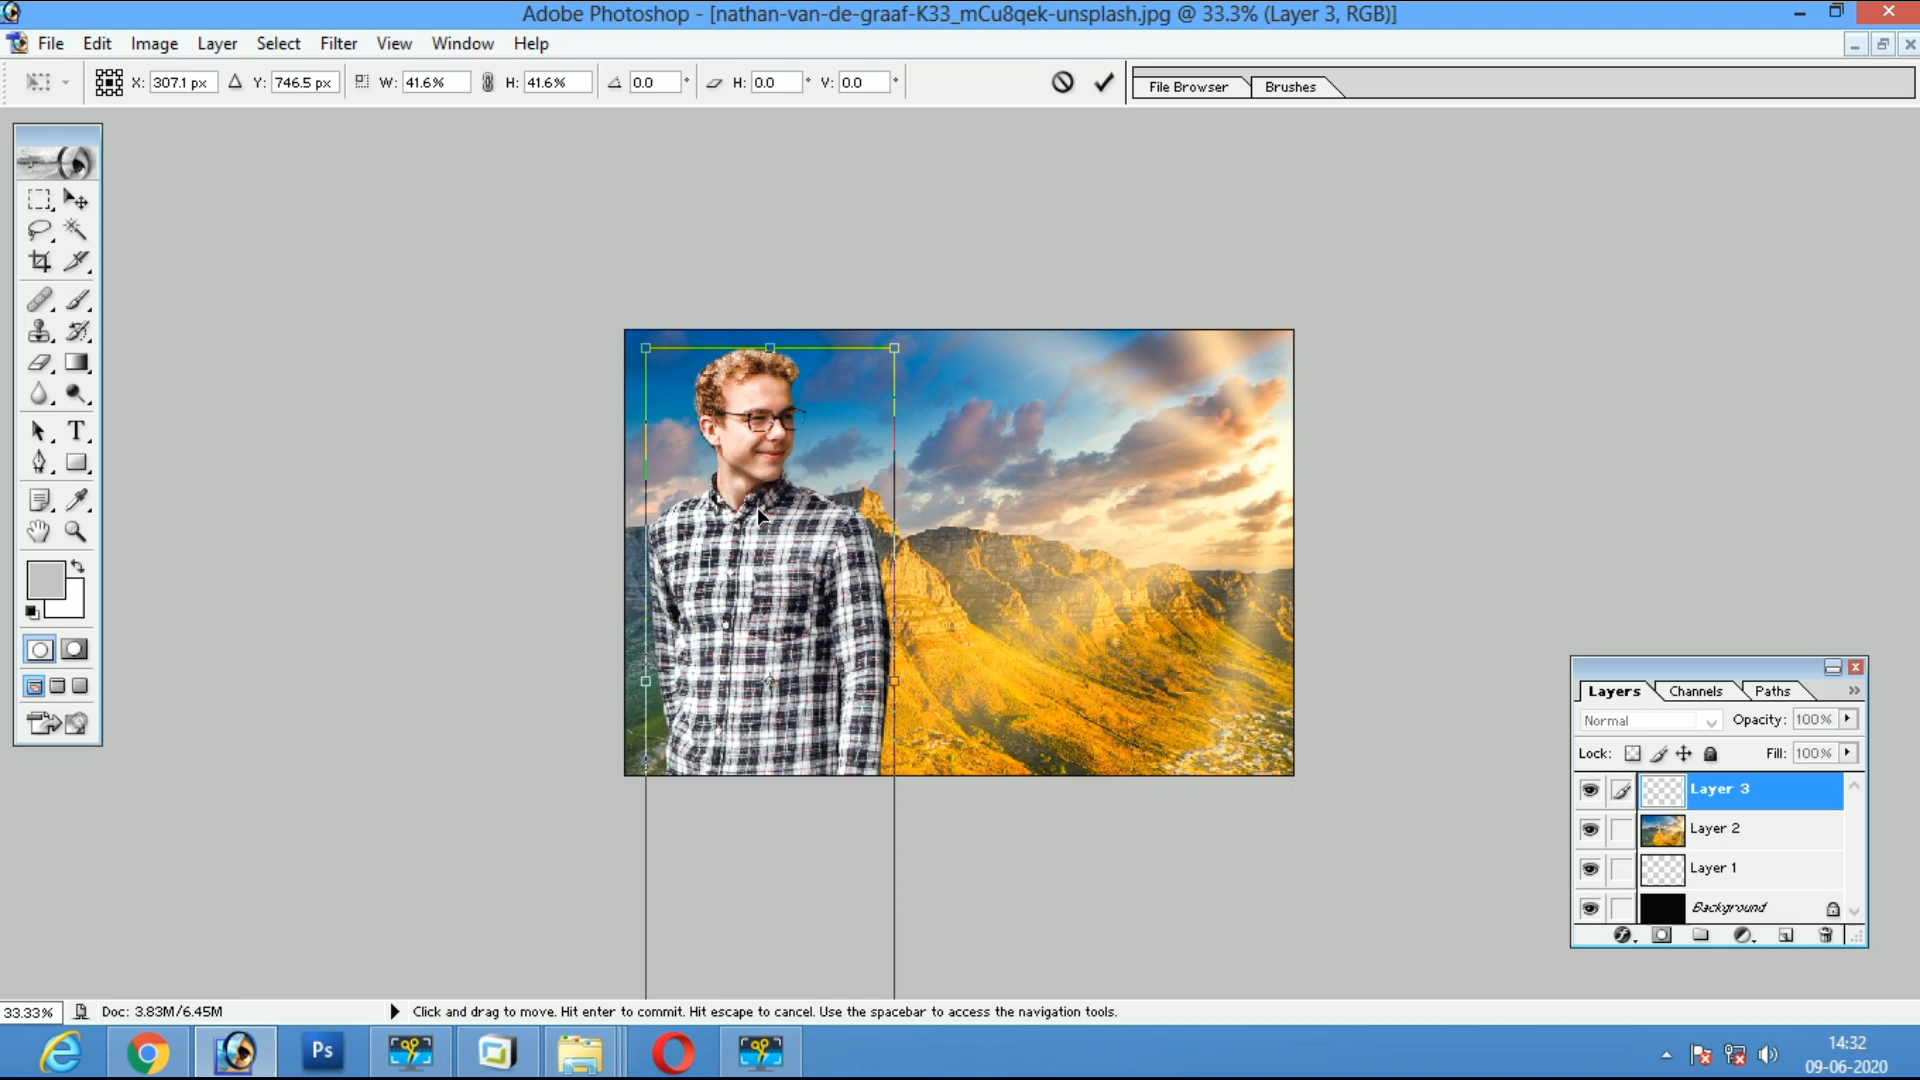 Adobe Photoshop - [nathan-van-de-graaf-K33_mCu8qek-unsplash.jpg @ 33.3% (Layer 3, RGB)]
File Edit Image Layer Select Filter View Window Help
X: 307.1 px Y: 746.5 px W: 41.6% H: 41.6% 0.0 ° H: 0.0 ° V: 0.0 °
File Browser Brushes
T
Layers Channels Paths
Normal Opacity: 100%
Lock: Fill: 100%
Layer 3
Layer 2
Layer 1
Background
33.33% Doc: 3.83M/6.45M Click and drag to move. Hit enter to commit. Hit escape to cancel. Use the spacebar to access the navigation tools.
Ps
14:32
09-06-2020